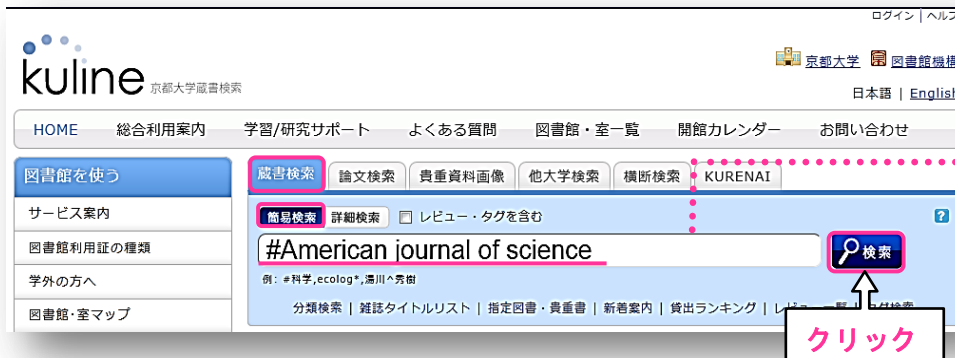 ログイン | ヘルプ
kuline 京都大学蔵書検索
京都大学 図書館機構
日本語 | English
HOME 総合利用案内 学習/研究サポート よくある質問 図書館・室一覧 開館カレンダー お問い合わせ
図書館を使う
サービス案内
図書館利用証の種類
学外の方へ
図書館・室マップ
蔵書検索 論文検索 貴重資料画像 他大学検索 横断検索 KURENAI
簡易検索 詳細検索 レビュー・タグを含む ?
#American journal of science 検索
例: #科学,ecolog*,湯川^秀樹
分類検索 | 雑誌タイトルリスト | 指定図書・貴重書 | 新着案内 | 貸出ランキング |
クリック